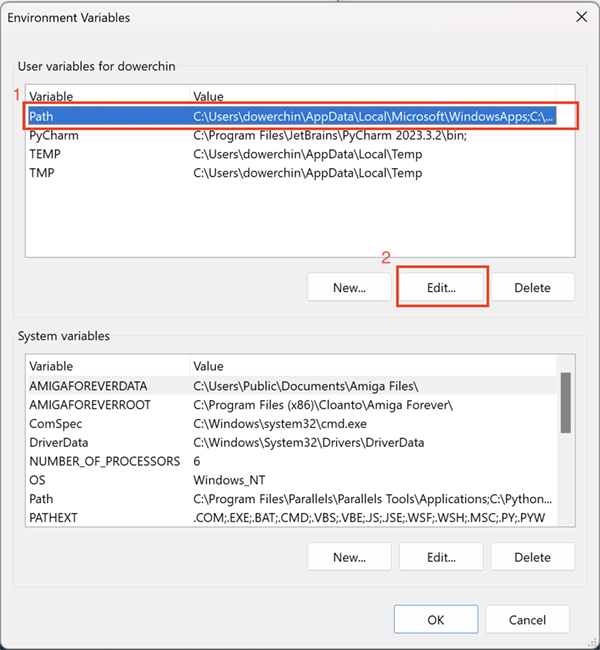 Environment Variables
User variables for dowerchin
1
Variable Value
Path C:\Users\dowerchin\AppData\Local\Microsoft\WindowsApps;C:\...
PyCharm C:\Program Files\JetBrains\PyCharm 2023.3.2\bin;
TEMP C:\Users\dowerchin\AppData\Local\Temp
TMP C:\Users\dowerchin\AppData\Local\Temp
2
New... Edit... Delete
System variables
Variable Value
AMIGAFOREVERDATA C:\Users\Public\Documents\Amiga Files\
AMIGAFOREVERROOT C:\Program Files (x86)\Cloanto\Amiga Forever\
ComSpec C:\Windows\system32\cmd.exe
DriverData C:\Windows\System32\Drivers\DriverData
NUMBER_OF_PROCESSORS 6
OS Windows_NT
Path C:\Program Files\Parallels\Parallels Tools\Applications;C:\Python...
PATHEXT .COM;.EXE;.BAT;.CMD;.VBS;.VBE;.JS;.JSE;.WSF;.WSH;.MSC;.PY;.PYW
New... Edit... Delete
OK Cancel